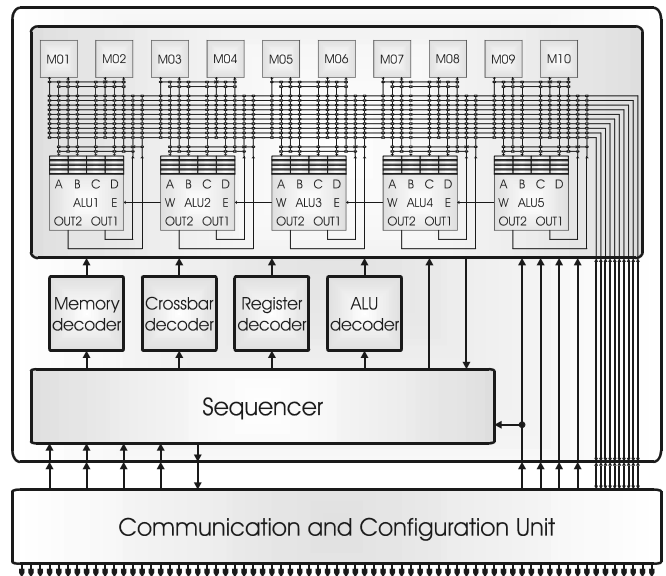 M01 M02 M03 M04 M05 M06 M07 M08 M09 M10
A B C D A B C D A B C D A B C D A B C D
ALU1 E W ALU2 E W ALU3 E W ALU4 E W ALU5
OUT2 OUT1 OUT2 OUT1 OUT2 OUT1 OUT2 OUT1 OUT2 OUT1
Memory decoder
Crossbar decoder
Register decoder
ALU decoder
Sequencer
Communication and Configuration Unit